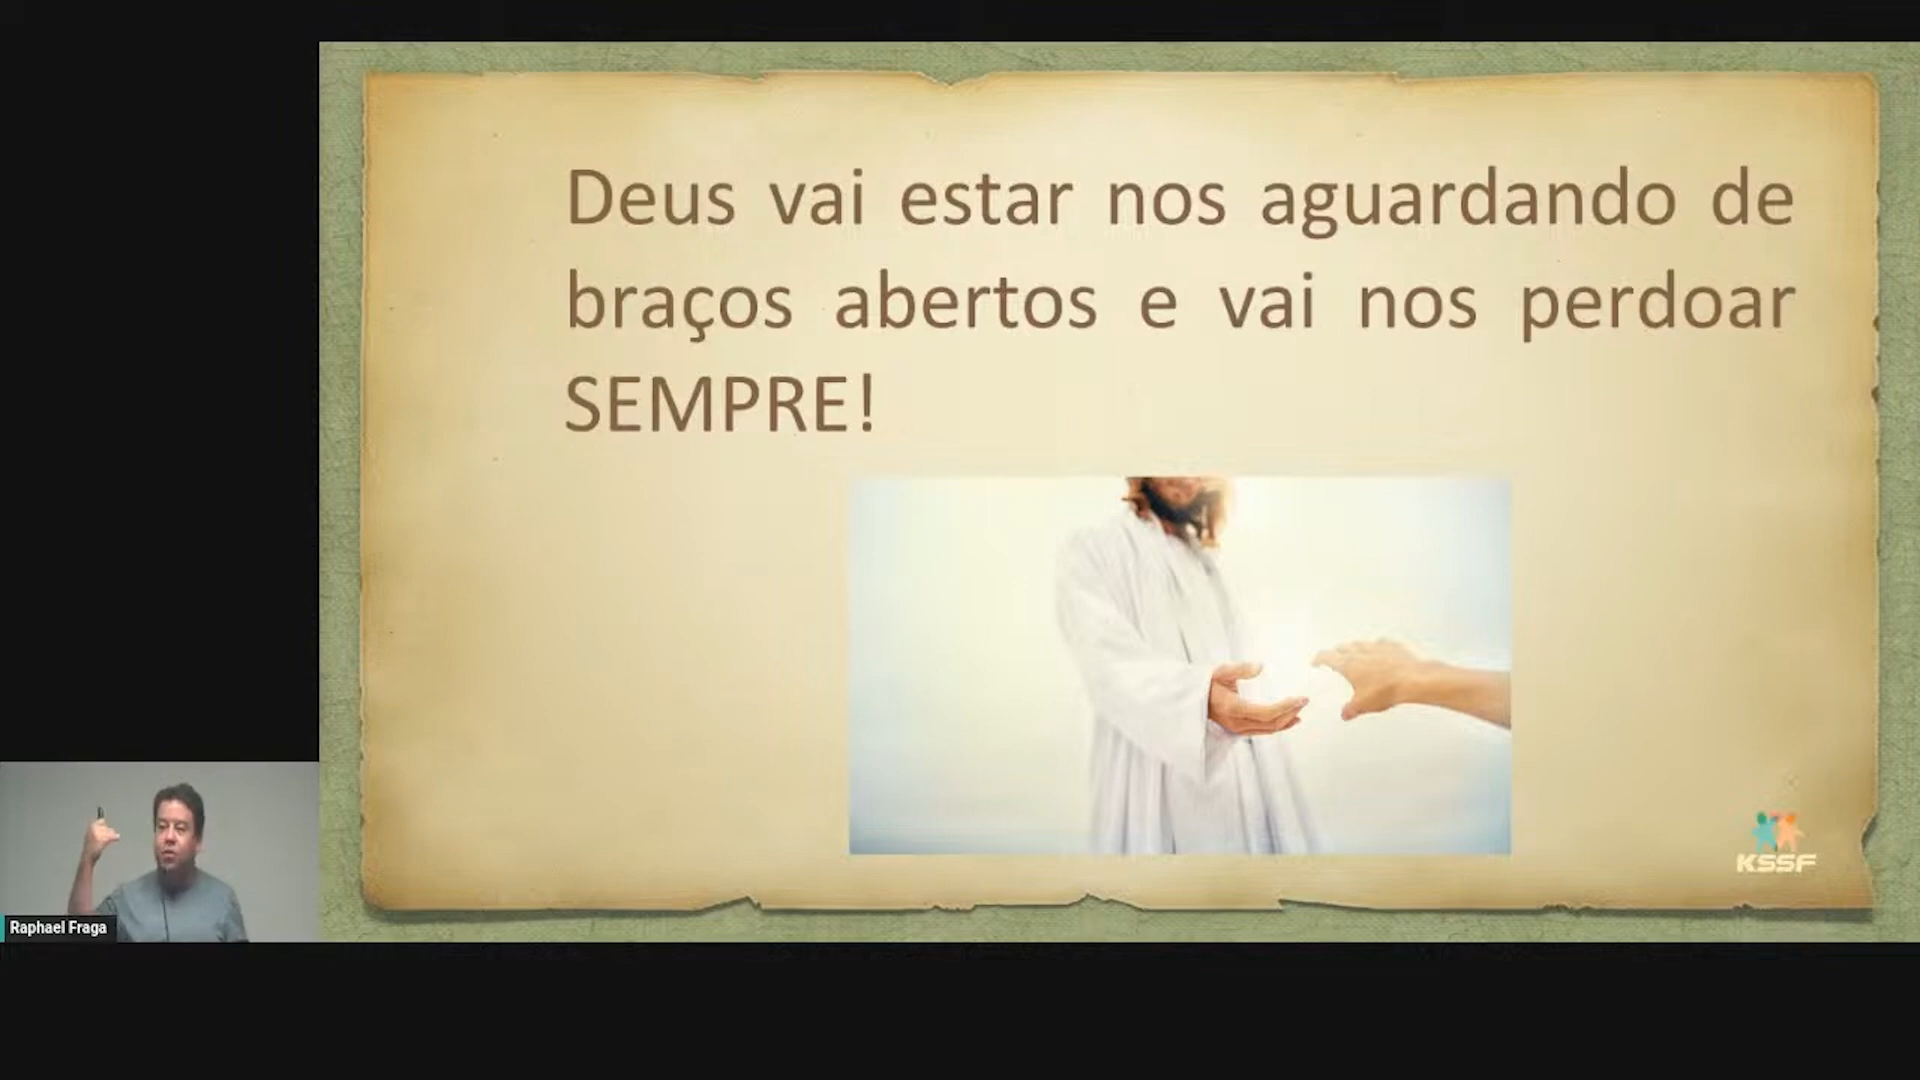 Deus vai estar nos aguardando de
braços abertos e vai nos perdoar
SEMPRE!
KSSF
Raphael Fraga